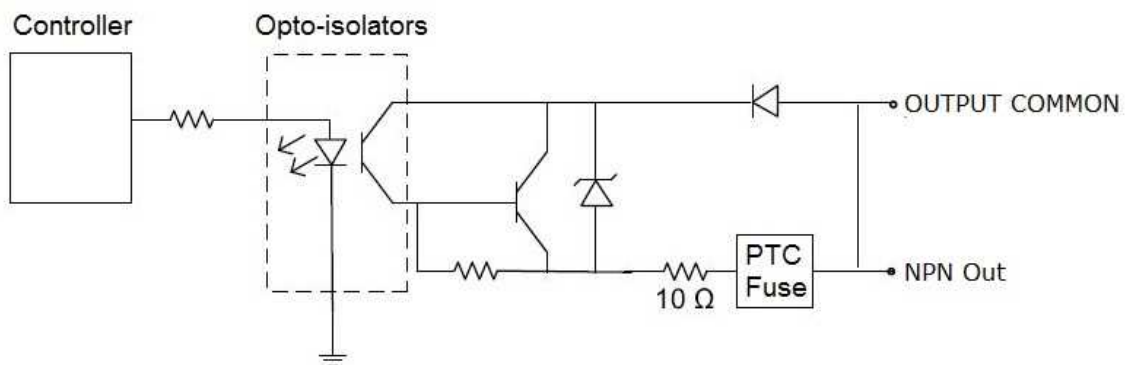 Controller
Opto-isolators
OUTPUT COMMON
PTC
Fuse
10 Ω
NPN Out